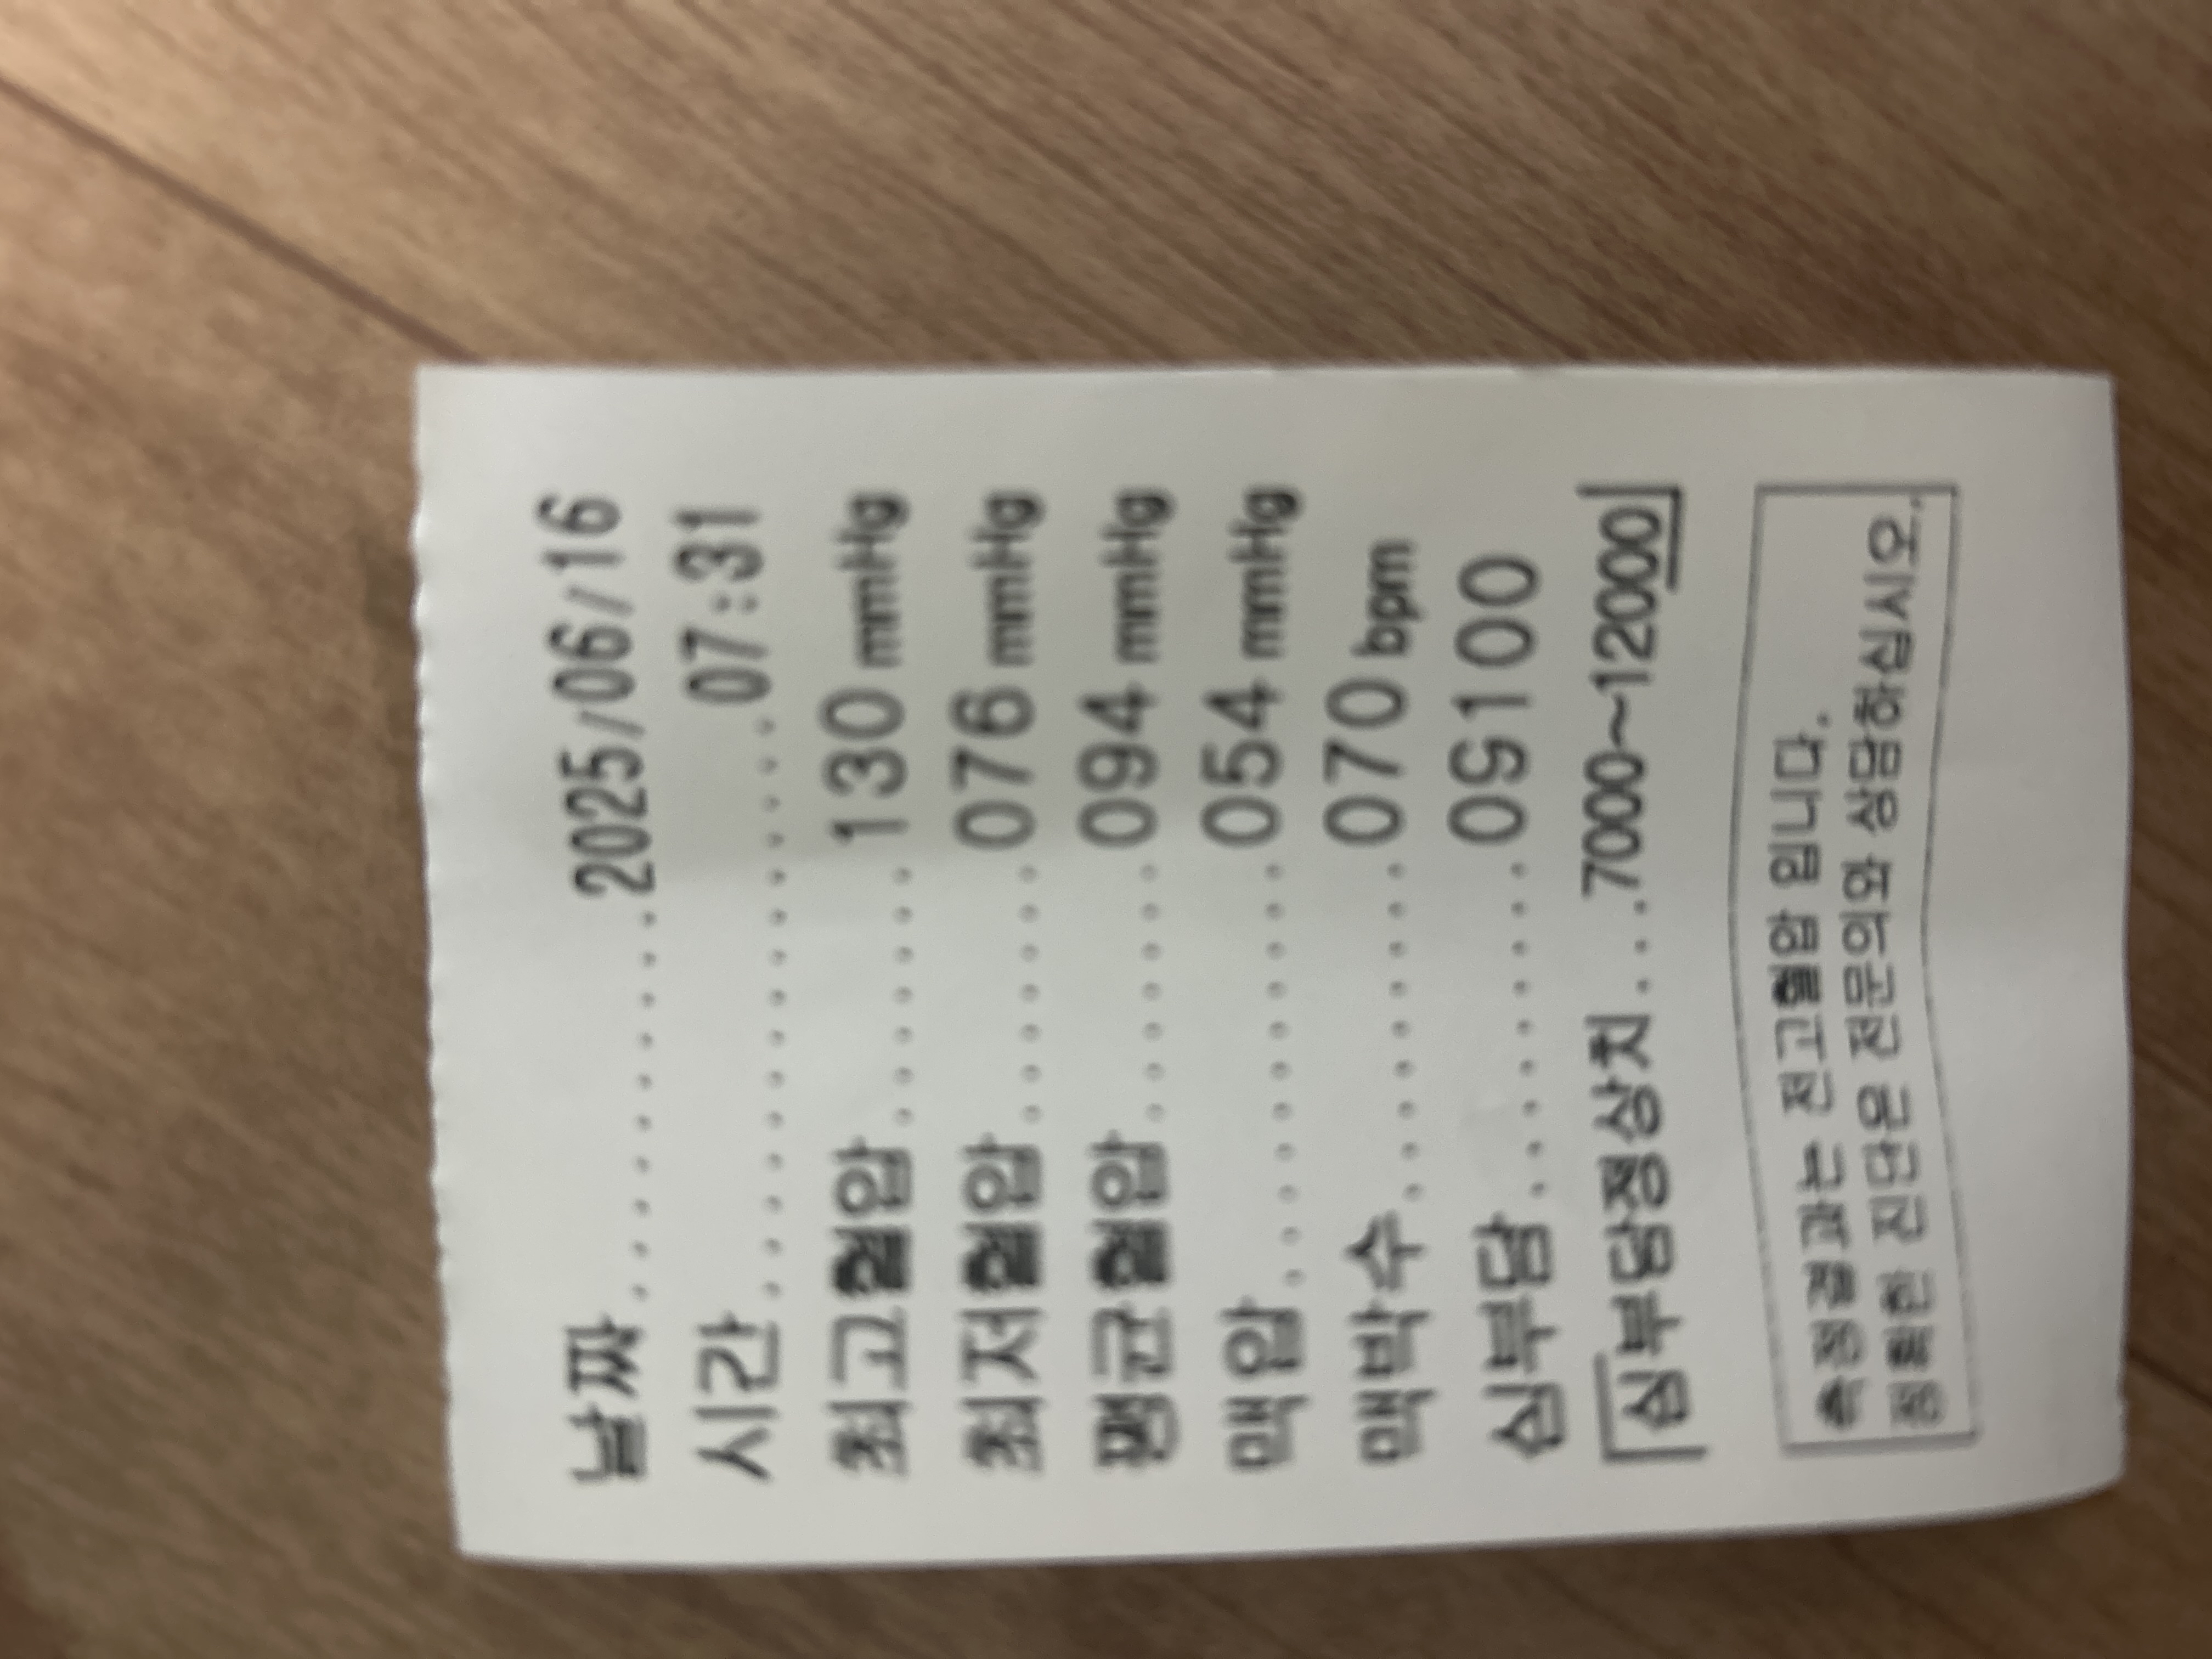 날짜..........2025/06/16
시간...............07:31
최고혈압.......130 mmHg
최저혈압.......076 mmHg
평균혈압.......094 mmHg
맥압...........054 mmHg
맥박수.........070 bpm
심부담.........09100
심부담정상치...7000~12000
측정결과는 전고혈압 입니다.
정확한 진단은 전문의와 상담하십시오.